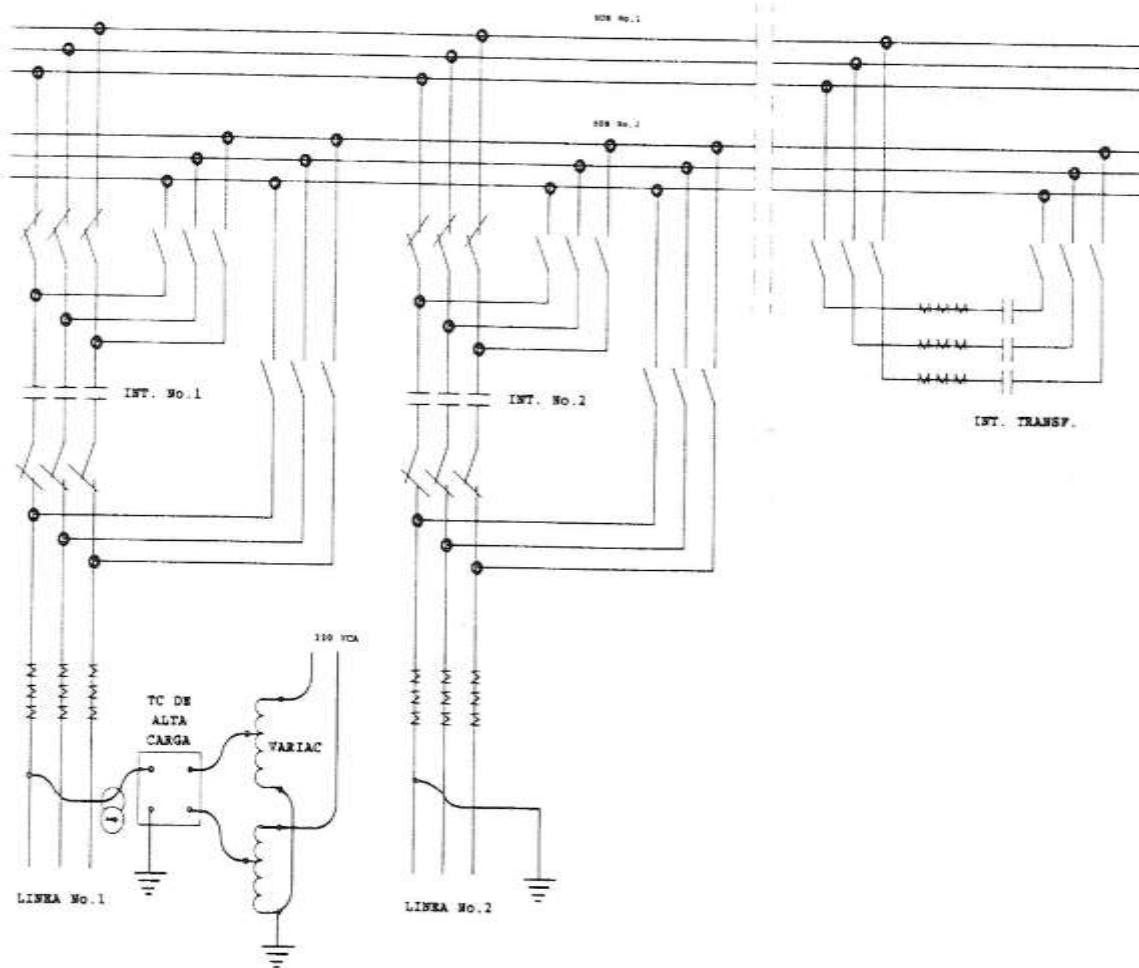 INT. No.1
INT. No.2
INT. TRANSF.
TC DE
ALTA
CARGA
VARIAC
LINEA No.1
LINEA No.2